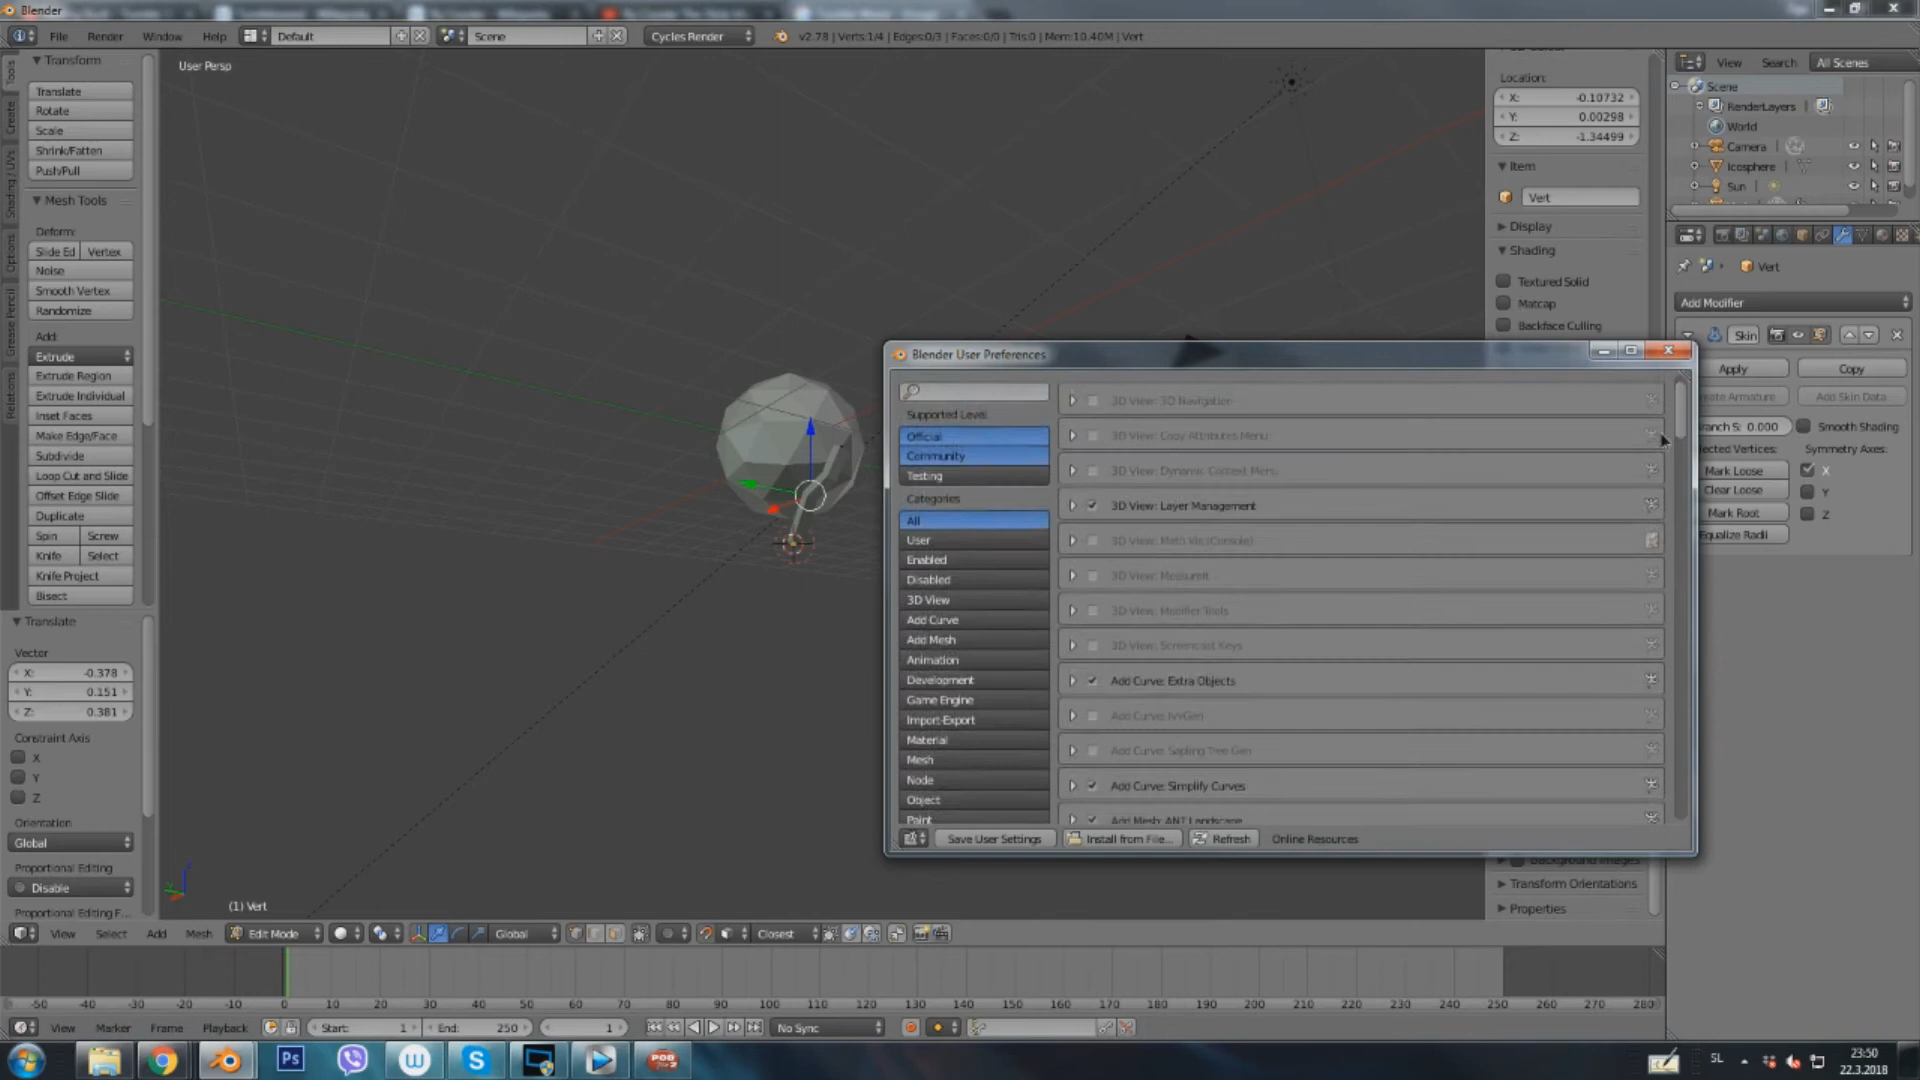 Blender
File Render Window Help Default Scene Cycles Render v2.78 | Verts:1/4 | Edges:0/3 | Faces:0/0 | Tris:0 | Mem:10.40M | Vert
Tools
Create
Shading / UVs
Options
Grease Pencil
Relations
Transform
Translate
Rotate
Scale
Shrink/Fatten
Push/Pull
Mesh Tools
Deform:
Slide Ed Vertex
Noise
Smooth Vertex
Randomize
Add:
Extrude
Extrude Region
Extrude Individual
Inset Faces
Make Edge/Face
Subdivide
Loop Cut and Slide
Offset Edge Slide
Duplicate
Spin Screw
Knife Select
Knife Project
Bisect
Translate
Vector
X: -0.378
Y: 0.151
Z: 0.381
Constraint Axis
X
Y
Z
Orientation
Global
Proportional Editing
Disable
Proportional Editing F...
User Persp
(1) Vert
Blender User Preferences
Supported Level
Official
Community
Testing
Categories
All
User
Enabled
Disabled
3D View
Add Curve
Add Mesh
Animation
Development
Game Engine
Import-Export
Material
Mesh
Node
Object
Paint
3D View: 3D Navigation
3D View: Copy Attributes Menu
3D View: Dynamic Context Menu
3D View: Layer Management
3D View: Math Vis (Console)
3D View: MeasureIt
3D View: Modifier Tools
3D View: Screencast Keys
Add Curve: Extra Objects
Add Curve: IvyGen
Add Curve: Sapling Tree Gen
Add Curve: Simplify Curves
Add Mesh: ANT Landscape
Save User Settings Install from File... Refresh Online Resources
Location:
X: -0.10732
Y: 0.00298
Z: -1.34499
Item
Vert
Display
Shading
Textured Solid
Matcap
Backface Culling
Background Images
Transform Orientations
Properties
View Search All Scenes
Scene
RenderLayers
World
Camera
Icosphere
Sun
Vert
Add Modifier
Skin
Apply Copy
Add Skin Data
0.000 Smooth Shading
Symmetry Axes:
Mark Loose X
Clear Loose Y
Mark Root Z
Equalize Radii
View Select Add Mesh Edit Mode Global Closest
-50 -40 -30 -20 -10 0 10 20 30 40 50 60 70 80 90 100 110 120 130 140 150 160 170 180 190 200 210 220 230 240 250 260 270 280
View Marker Frame Playback Start: 1 End: 250 1 No Sync
Ps W S SL
23:50
22.3.2018